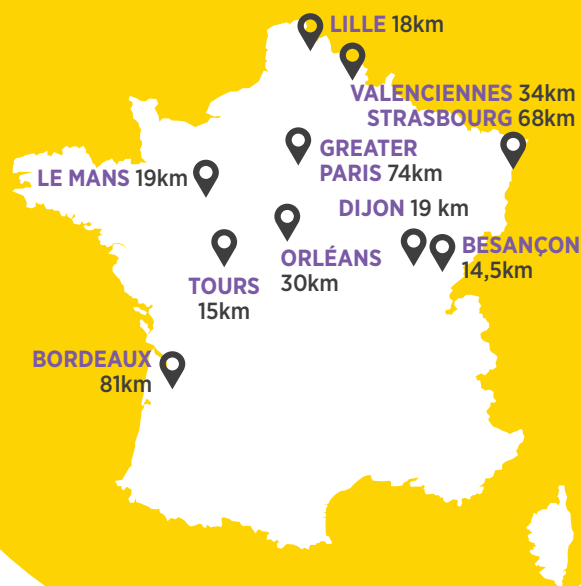 LILLE 18km
VALENCIENNES 34km
STRASBOURG 68km
GREATER
PARIS 74km
LE MANS 19km
DIJON 19 km
BESANÇON
14,5km
ORLÉANS
30km
TOURS
15km
BORDEAUX
81km